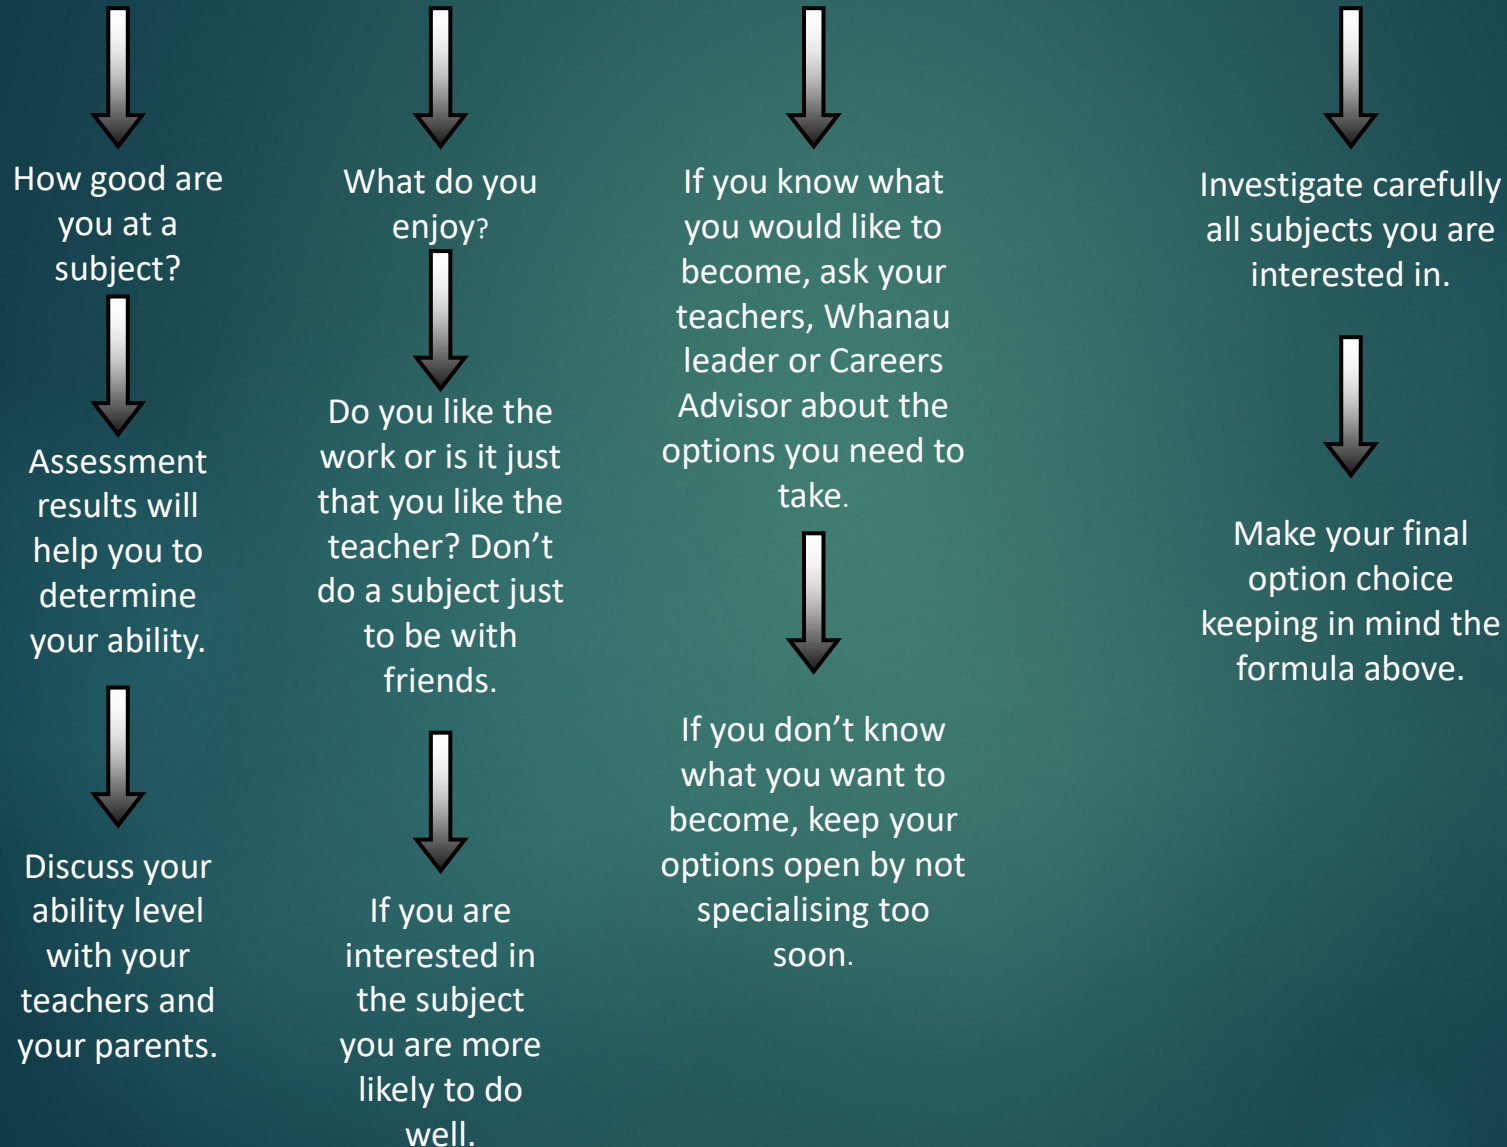 How good are
you at a
subject?
Assessment
results will
help you to
determine
your ability.
Discuss your
ability level
with your
teachers and
your parents.
What do you
enjoy?
Do you like the
work or is it just
that you like the
teacher? Don’t
do a subject just
to be with
friends.
If you are
interested in
the subject
you are more
likely to do
well.
If you know what
you would like to
become, ask your
teachers, Whanau
leader or Careers
Advisor about the
options you need to
take.
If you don’t know
what you want to
become, keep your
options open by not
specialising too
soon.
Investigate carefully
all subjects you are
interested in.
Make your final
option choice
keeping in mind the
formula above.